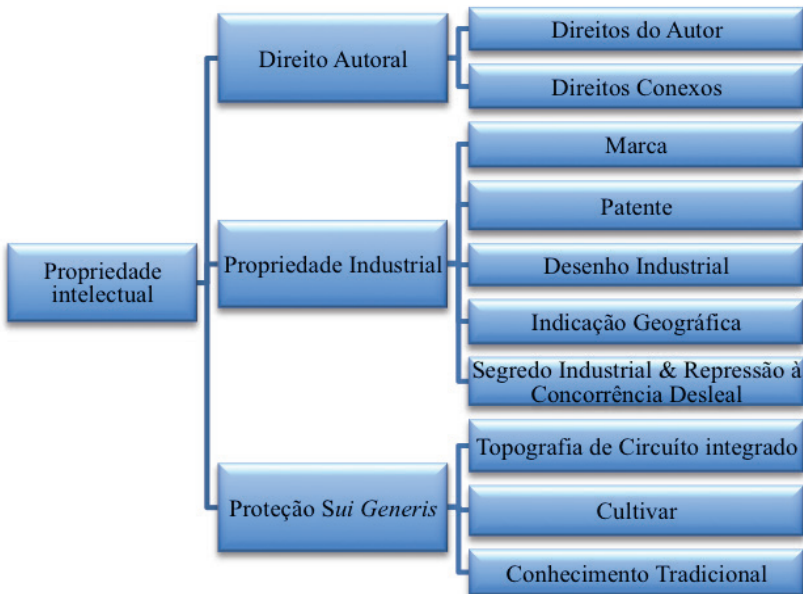 Propriedade
intelectual
Direito Autoral
Direitos do Autor
Direitos Conexos
Propriedade Industrial
Marca
Patente
Desenho Industrial
Indicação Geográfica
Segredo Industrial & Repressão à
Concorrência Desleal
Proteção Sui Generis
Topografia de Circuíto integrado
Cultivar
Conhecimento Tradicional